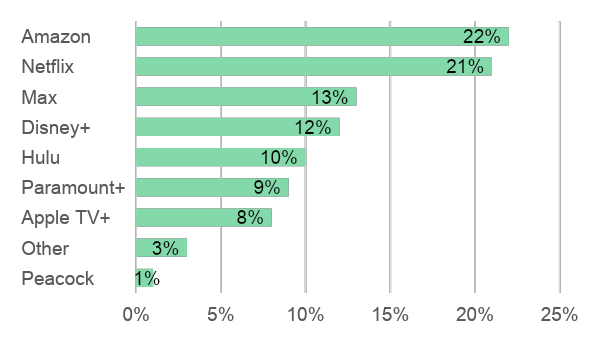 Amazon 22%
Netflix 21%
Max 13%
Disney+ 12%
Hulu 10%
Paramount+ 9%
Apple TV+ 8%
Other 3%
Peacock 1%
0% 5% 10% 15% 20% 25%